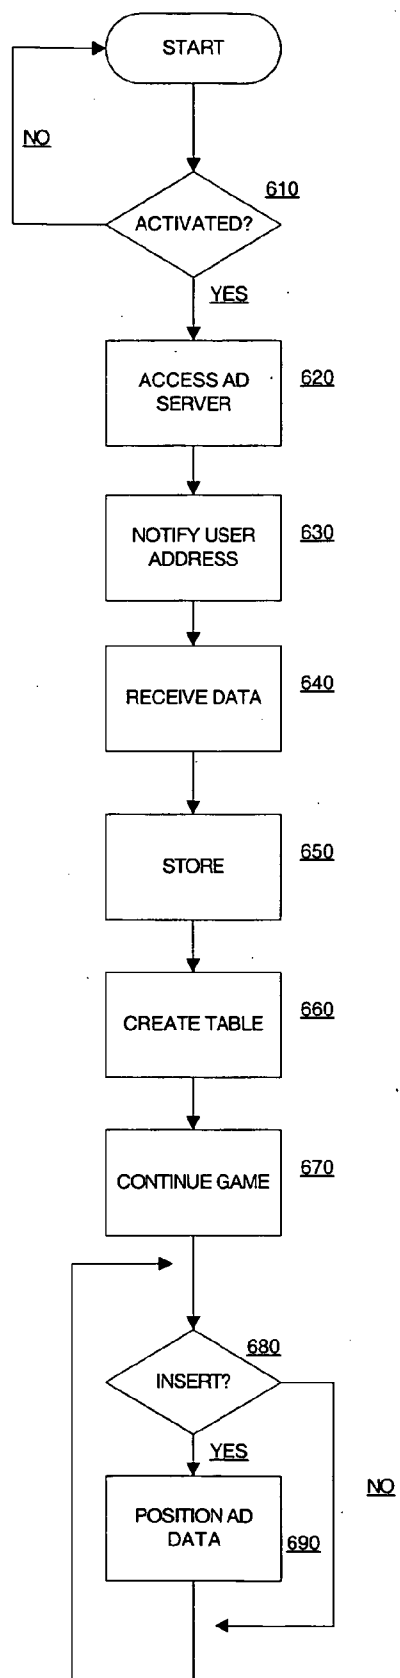 START
NO
610
ACTIVATED?
YES
ACCESS AD
SERVER
620
NOTIFY USER
ADDRESS
630
RECEIVE DATA
640
STORE
650
CREATE TABLE
660
CONTINUE GAME
670
680
INSERT?
YES
NO
POSITION AD
DATA
690